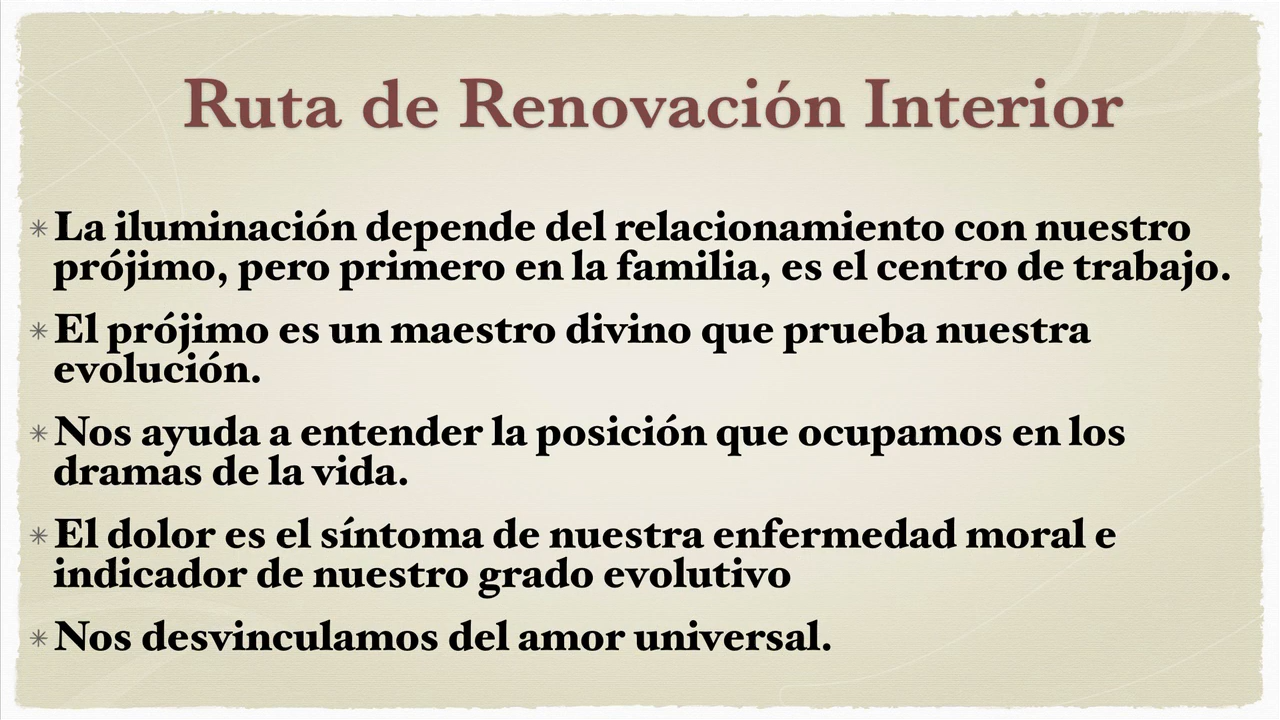 Ruta de Renovación Interior
La iluminación depende del relacionamiento con nuestro
prójimo, pero primero en la familia, es el centro de trabajo.
El prójimo es un maestro divino que prueba nuestra
evolución.
Nos ayuda a entender la posición que ocupamos en los
dramas de la vida.
El dolor es el síntoma de nuestra enfermedad moral e
indicador de nuestro grado evolutivo
Nos desvinculamos del amor universal.